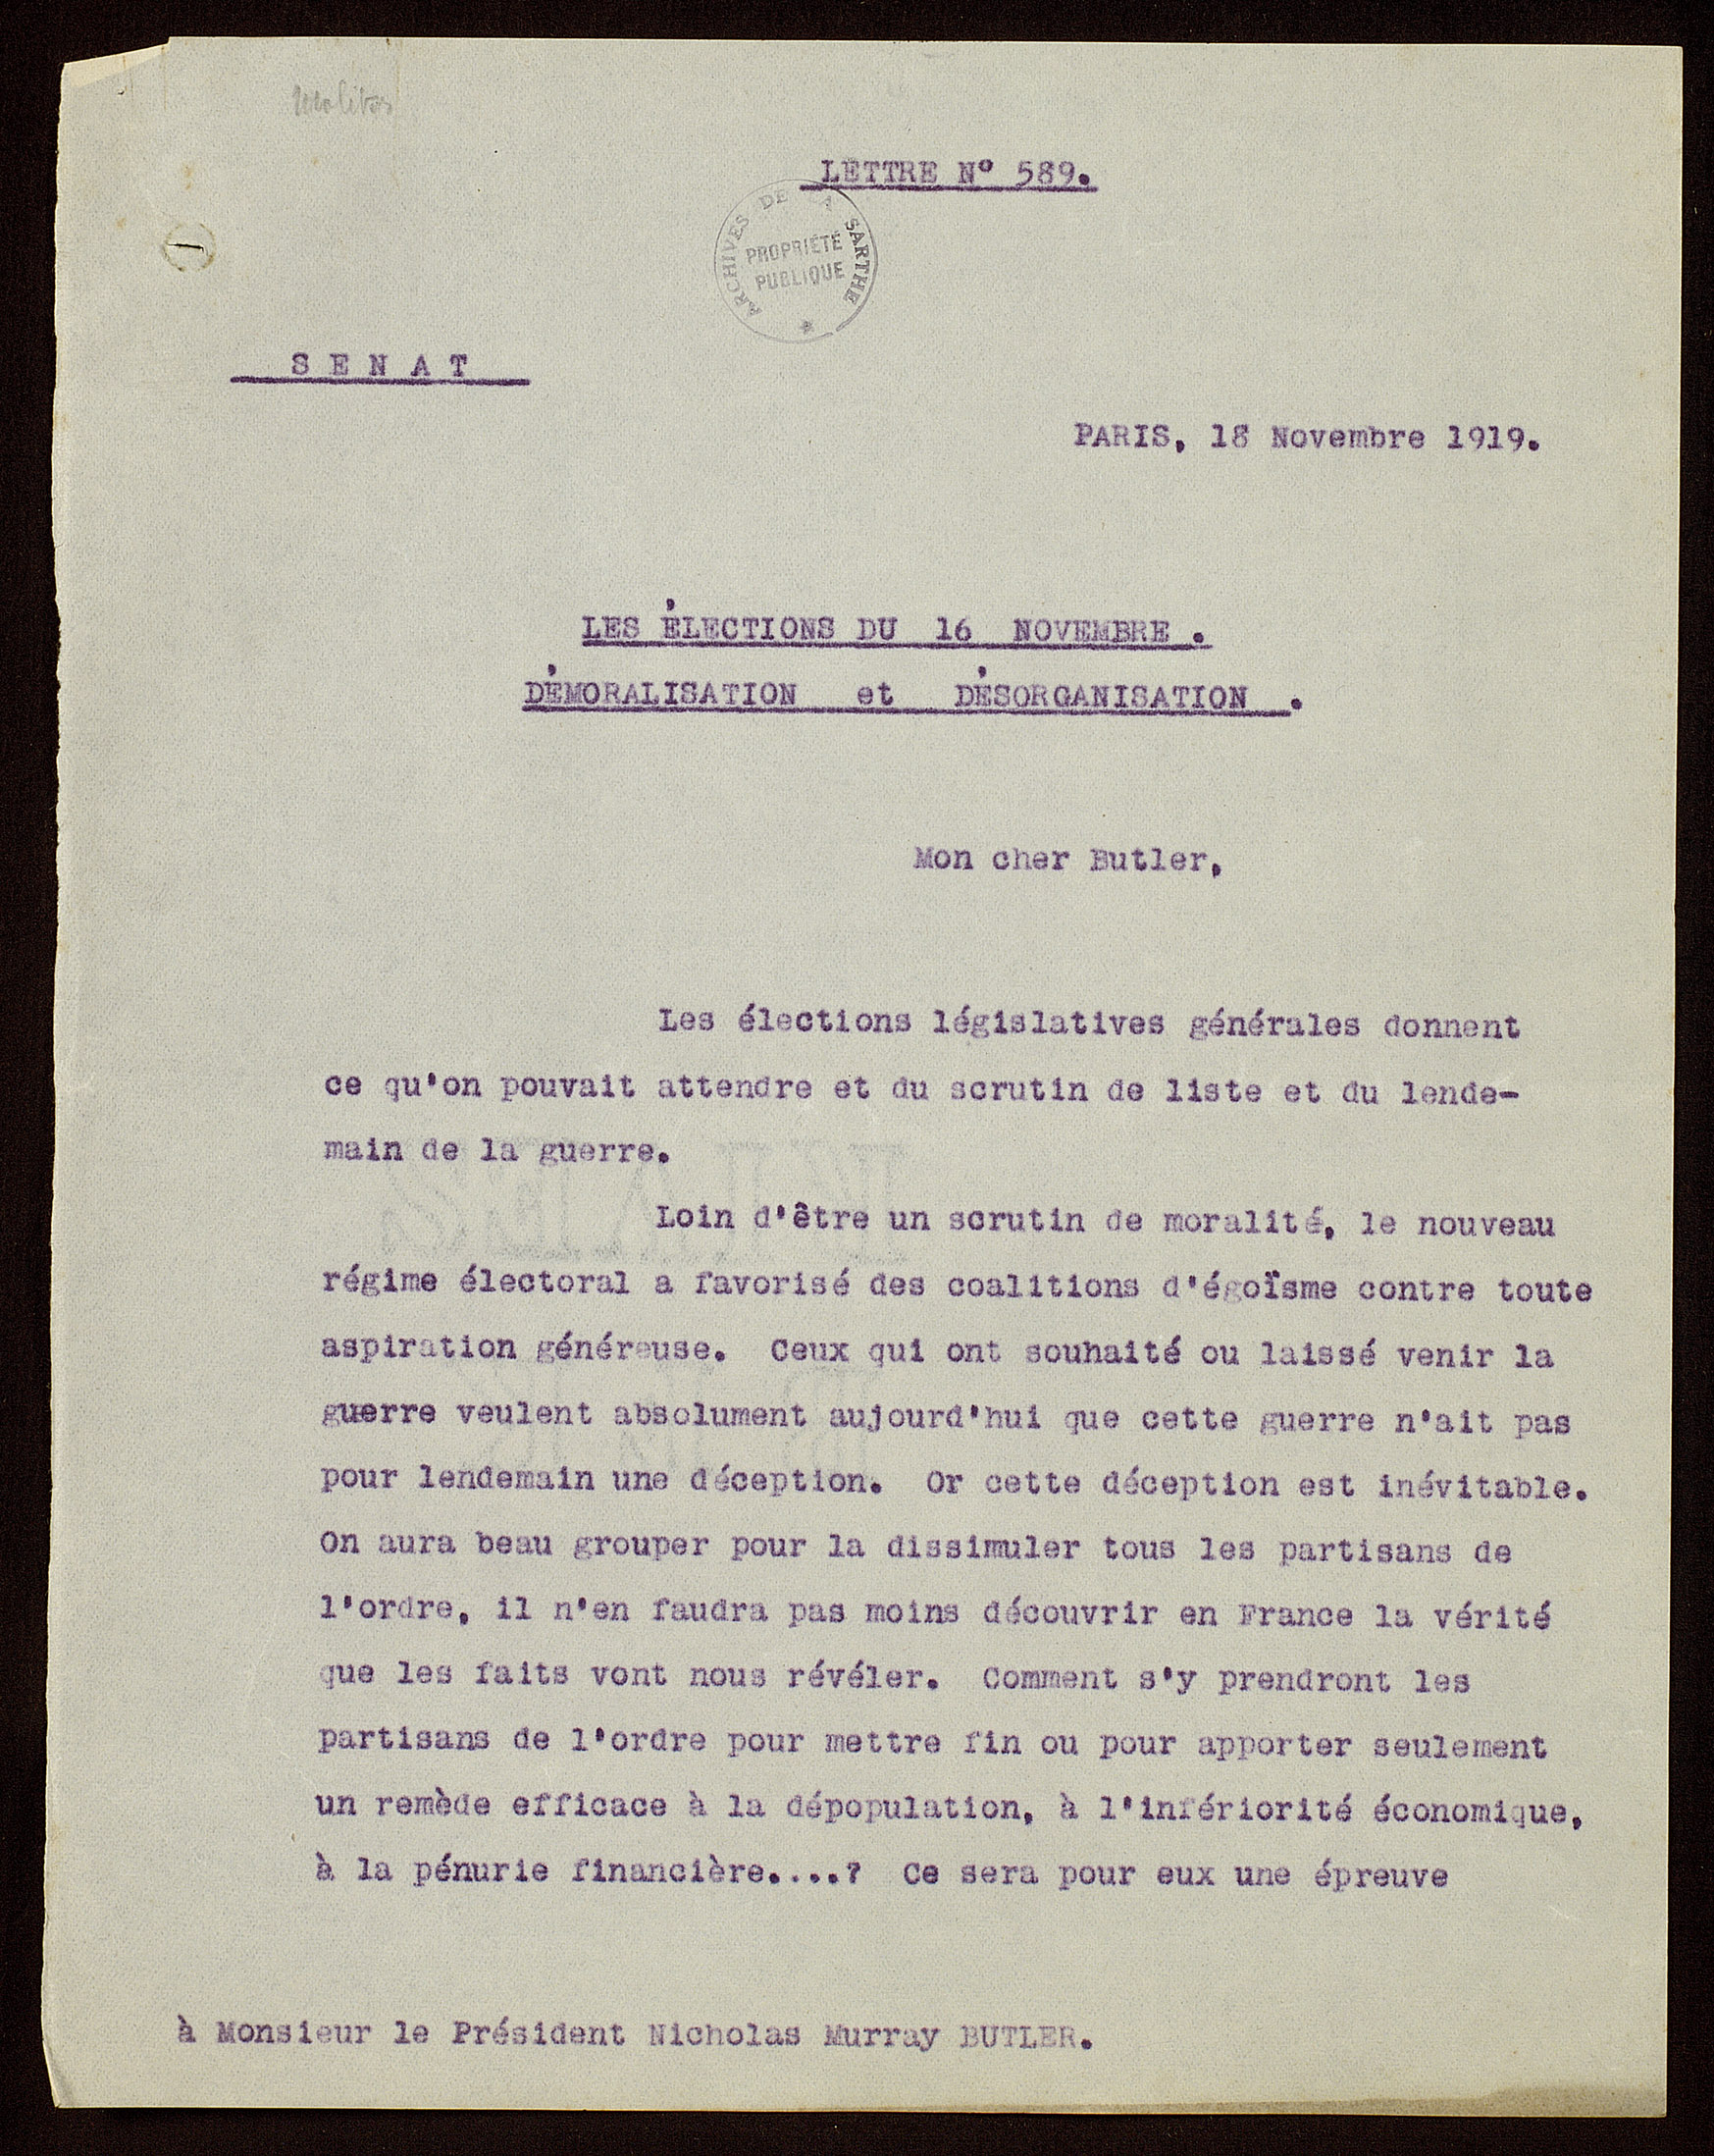 LETTRE Nº 589.
ARCHIVES DE LA SARTHE
PROPRIÉTÉ
PUBLIQUE
SENAT
PARIS, 18 Novembre 1919.
LES ÉLECTIONS DU 16 NOVEMBRE .
DÉMORALISATION et DÉSORGANISATION .
Mon cher Butler,
Les élections législatives générales donnent
ce qu'on pouvait attendre et du scrutin de liste et du lende-
main de la guerre.
Loin d'être un scrutin de moralité, le nouveau
régime électoral a favorisé des coalitions d'égoïsme contre toute
aspiration généreuse. Ceux qui ont souhaité ou laissé venir la
guerre veulent absolument aujourd'hui que cette guerre n'ait pas
pour lendemain une déception. Or cette déception est inévitable.
On aura beau grouper pour la dissimuler tous les partisans de
l'ordre, il n'en faudra pas moins découvrir en France la vérité
que les faits vont nous révéler. Comment s'y prendront les
partisans de l'ordre pour mettre fin ou pour apporter seulement
un remède efficace à la dépopulation, à l'infériorité économique,
à la pénurie financière....? Ce sera pour eux une épreuve
à Monsieur le Président Nicholas Murray BUTLER.